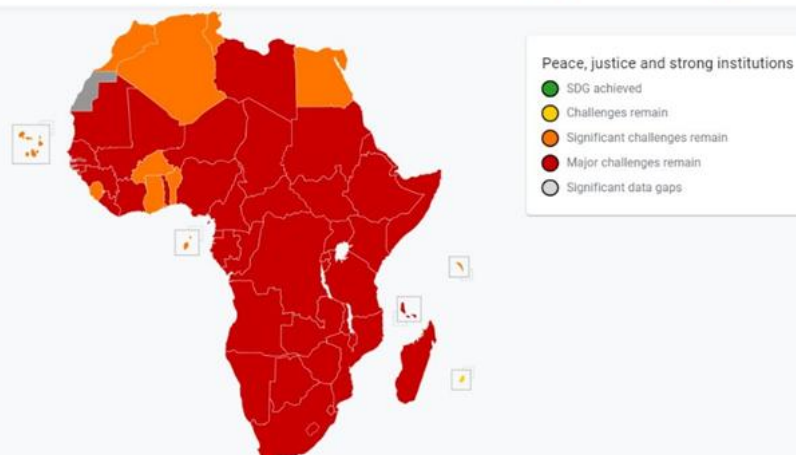 Peace, justice and strong institutions
SDG achieved
Challenges remain
Significant challenges remain
Major challenges remain
Significant data gaps